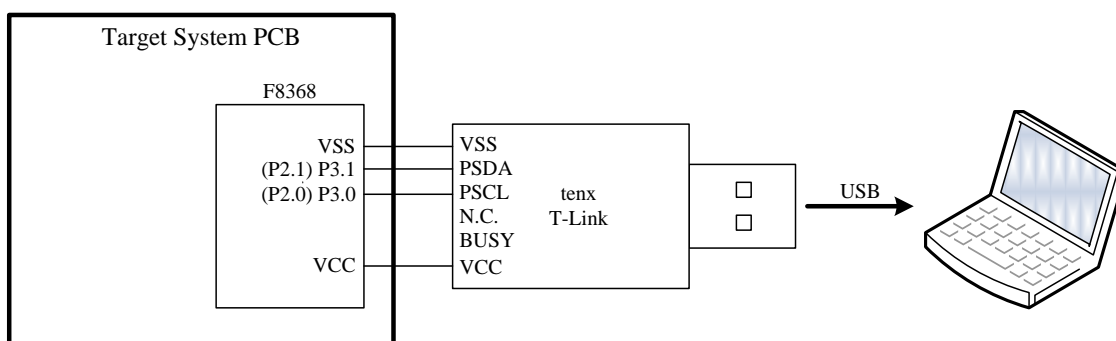 Target System PCB
F8368
VSS
(P2.1) P3.1
(P2.0) P3.0
VCC
VSS
PSDA
PSCL
N.C.
BUSY
VCC
tenx
T-Link
USB